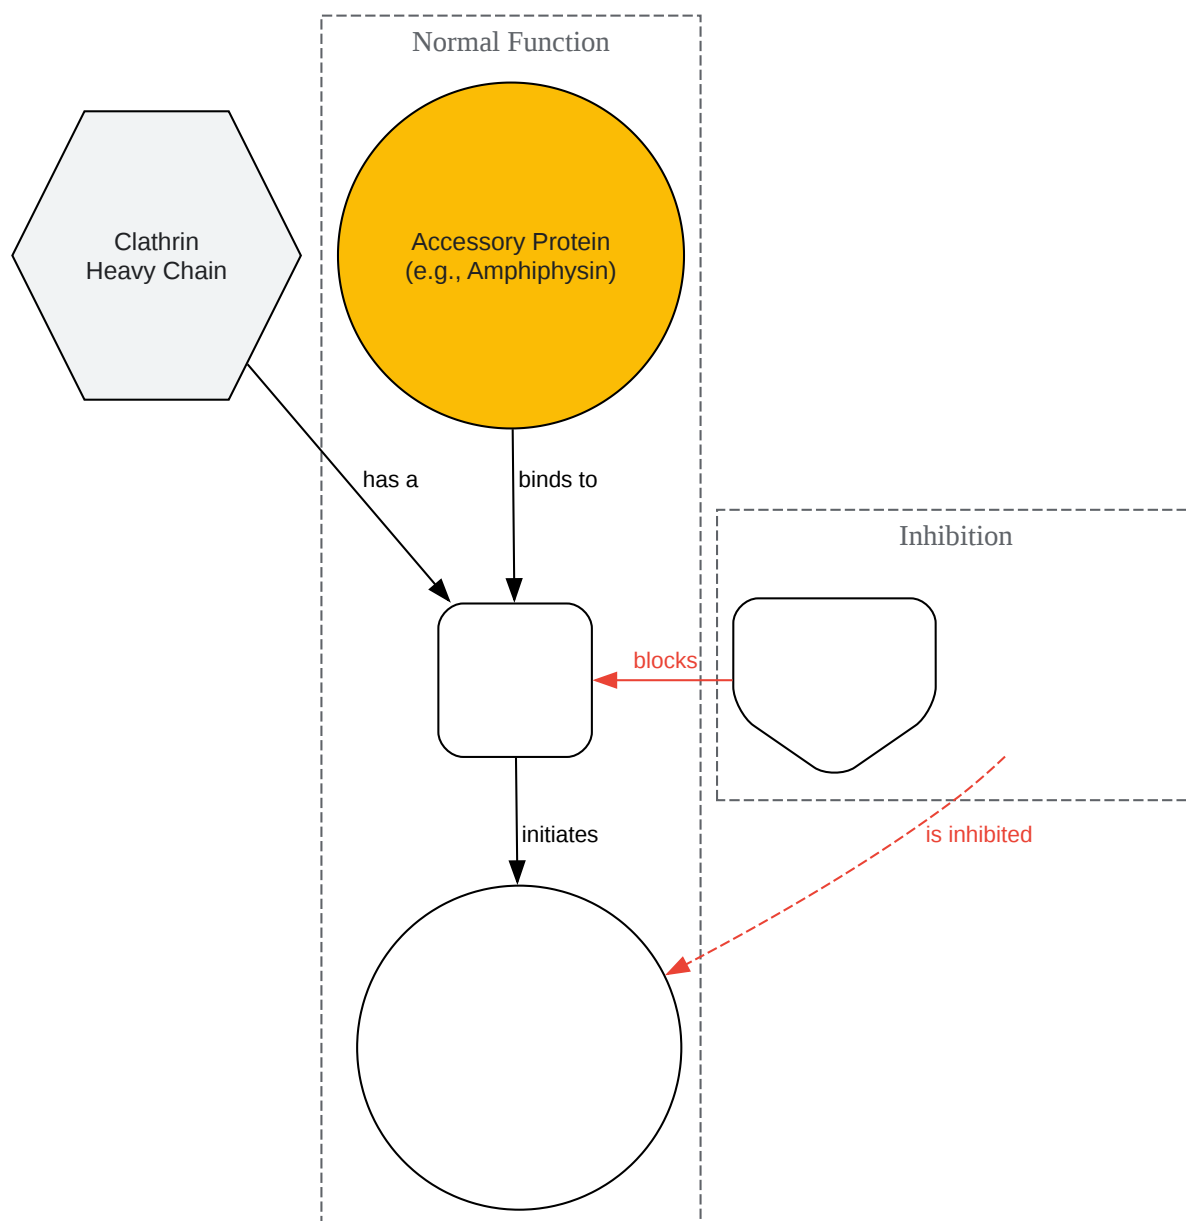 Normal Function
Clathrin
Heavy Chain
Accessory Protein
(e.g., Amphiphysin)
has a
binds to
Inhibition
blocks
initiates
is inhibited